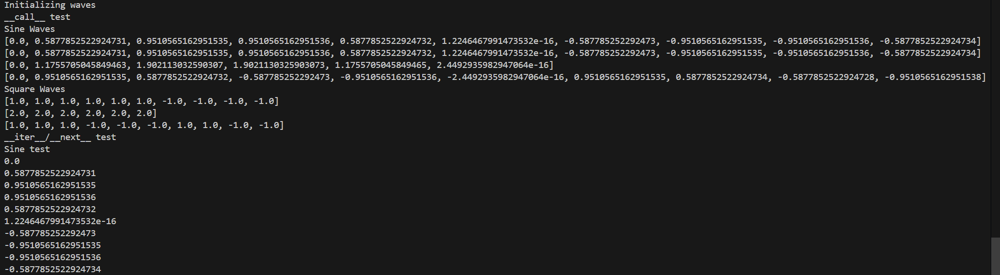 Initializing waves
__call__ test
Sine Waves
[0.0, 0.5877852522924731, 0.9510565162951535, 0.9510565162951536, 0.5877852522924732, 1.2246467991473532e-16, -0.587785252292473, -0.9510565162951535, -0.9510565162951536, -0.5877852522924734]
[0.0, 0.5877852522924731, 0.9510565162951535, 0.9510565162951536, 0.5877852522924732, 1.2246467991473532e-16, -0.587785252292473, -0.9510565162951535, -0.9510565162951536, -0.5877852522924734]
[0.0, 1.1755705045849463, 1.902113032590307, 1.9021130325903073, 1.1755705045849465, 2.4492935982947064e-16]
[0.0, 0.9510565162951535, 0.5877852522924732, -0.587785252292473, -0.9510565162951536, -2.4492935982947064e-16, 0.9510565162951535, 0.5877852522924734, -0.5877852522924728, -0.9510565162951538]
Square Waves
[1.0, 1.0, 1.0, 1.0, 1.0, 1.0, -1.0, -1.0, -1.0, -1.0]
[2.0, 2.0, 2.0, 2.0, 2.0, 2.0]
[1.0, 1.0, 1.0, -1.0, -1.0, -1.0, 1.0, 1.0, -1.0, -1.0]
__iter__/__next__ test
Sine test
0.0
0.5877852522924731
0.9510565162951535
0.9510565162951536
0.5877852522924732
1.2246467991473532e-16
-0.587785252292473
-0.9510565162951535
-0.9510565162951536
-0.5877852522924734